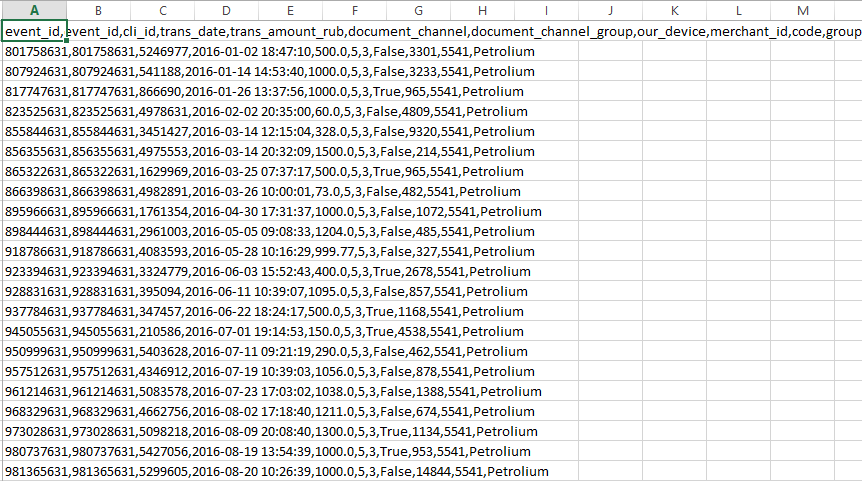 A B C D E F G H I J K L M
event_id,event_id,cli_id,trans_date,trans_amount_rub,document_channel,document_channel_group,our_device,merchant_id,code,group
801758631,801758631,5246977,2016-01-02 18:47:10,500.0,5,3,False,3301,5541,Petrolium
807924631,807924631,541188,2016-01-14 14:53:40,1000.0,5,3,False,3233,5541,Petrolium
817747631,817747631,866690,2016-01-26 13:37:56,1000.0,5,3,True,965,5541,Petrolium
823525631,823525631,4978631,2016-02-02 20:35:00,60.0,5,3,False,4809,5541,Petrolium
855844631,855844631,3451427,2016-03-14 12:15:04,328.0,5,3,False,9320,5541,Petrolium
856355631,856355631,4975553,2016-03-14 20:32:09,1500.0,5,3,False,214,5541,Petrolium
865322631,865322631,1629969,2016-03-25 07:37:17,500.0,5,3,True,965,5541,Petrolium
866398631,866398631,4982891,2016-03-26 10:00:01,73.0,5,3,False,482,5541,Petrolium
895966631,895966631,1761354,2016-04-30 17:31:37,1000.0,5,3,False,1072,5541,Petrolium
898444631,898444631,2961003,2016-05-05 09:08:33,1204.0,5,3,False,485,5541,Petrolium
918786631,918786631,4083593,2016-05-28 10:16:29,999.77,5,3,False,327,5541,Petrolium
923394631,923394631,3324779,2016-06-03 15:52:43,400.0,5,3,True,2678,5541,Petrolium
928831631,928831631,395094,2016-06-11 10:39:07,1095.0,5,3,False,857,5541,Petrolium
937784631,937784631,347457,2016-06-22 18:24:17,500.0,5,3,True,1168,5541,Petrolium
945055631,945055631,210586,2016-07-01 19:14:53,150.0,5,3,True,4538,5541,Petrolium
950999631,950999631,5403628,2016-07-11 09:21:19,290.0,5,3,False,462,5541,Petrolium
957512631,957512631,4346912,2016-07-19 10:39:03,1056.0,5,3,False,878,5541,Petrolium
961214631,961214631,5083578,2016-07-23 17:03:02,1038.0,5,3,False,1388,5541,Petrolium
968329631,968329631,4662756,2016-08-02 17:18:40,1211.0,5,3,False,674,5541,Petrolium
973028631,973028631,5098218,2016-08-09 20:08:40,1300.0,5,3,True,1134,5541,Petrolium
980737631,980737631,5427056,2016-08-19 13:54:39,1000.0,5,3,True,953,5541,Petrolium
981365631,981365631,5299605,2016-08-20 10:26:39,1000.0,5,3,False,14844,5541,Petrolium